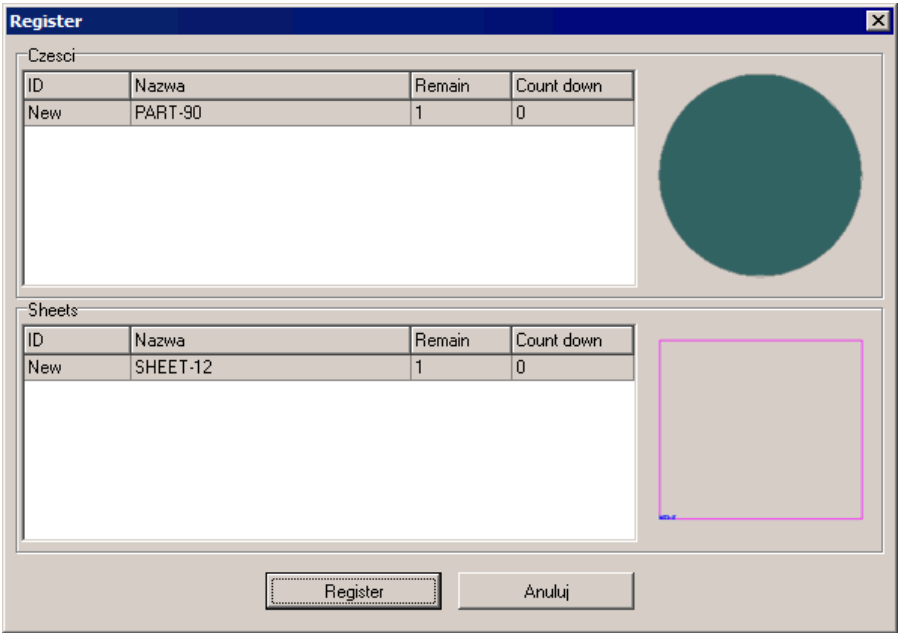 Register
Czesci
ID Nazwa Remain Count down
New PART-90 1 0
Sheets
ID Nazwa Remain Count down
New SHEET-12 1 0
Register Anuluj